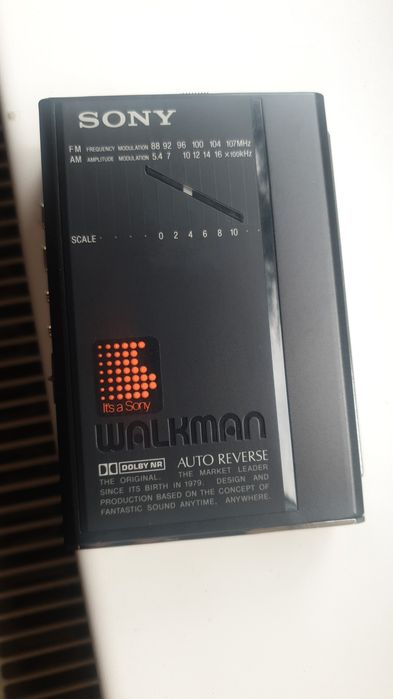 SONY
FM FREQUENCY MODULATION 88 92 96 100 104 107MHz
AM AMPLITUDE MODULATION 5.4 7 10 12 14 16 ×100kHz
SCALE · · · · 0 2 4 6 8 10 · ·
It's a Sony
WALKMAN
DOLBY NR AUTO REVERSE
THE ORIGINAL. THE MARKET LEADER
SINCE ITS BIRTH IN 1979. DESIGN AND
PRODUCTION BASED ON THE CONCEPT OF
FANTASTIC SOUND ANYTIME, ANYWHERE.